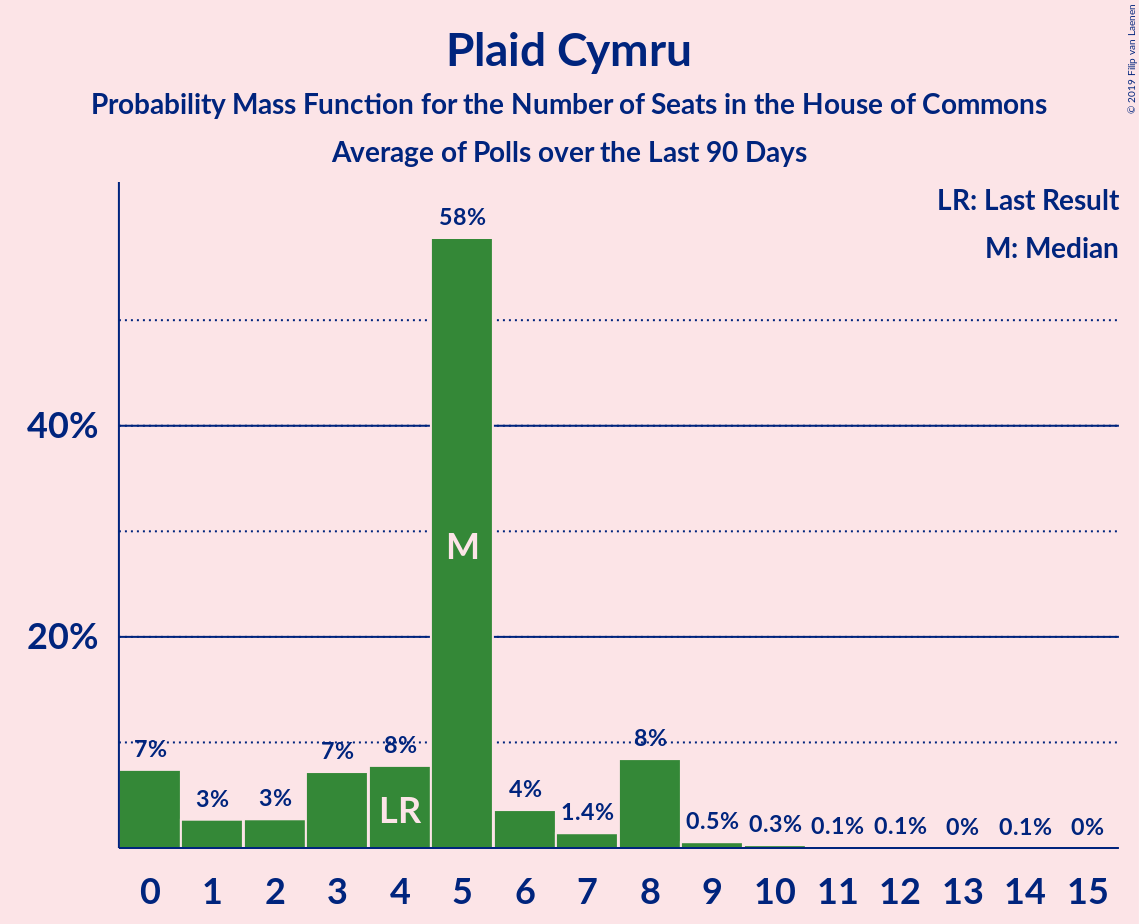 Plaid Cymru
Probability Mass Function for the Number of Seats in the House of Commons
Average of Polls over the Last 90 Days
© 2019 Filip van Laenen
LR: Last Result
M: Median
58%
40%
20%
M
LR
7%
3%
3%
7%
8%
4%
1.4%
8%
0.5%
0.3%
0.1%
0.1%
0%
0.1%
0%
0 1 2 3 4 5 6 7 8 9 10 11 12 13 14 15